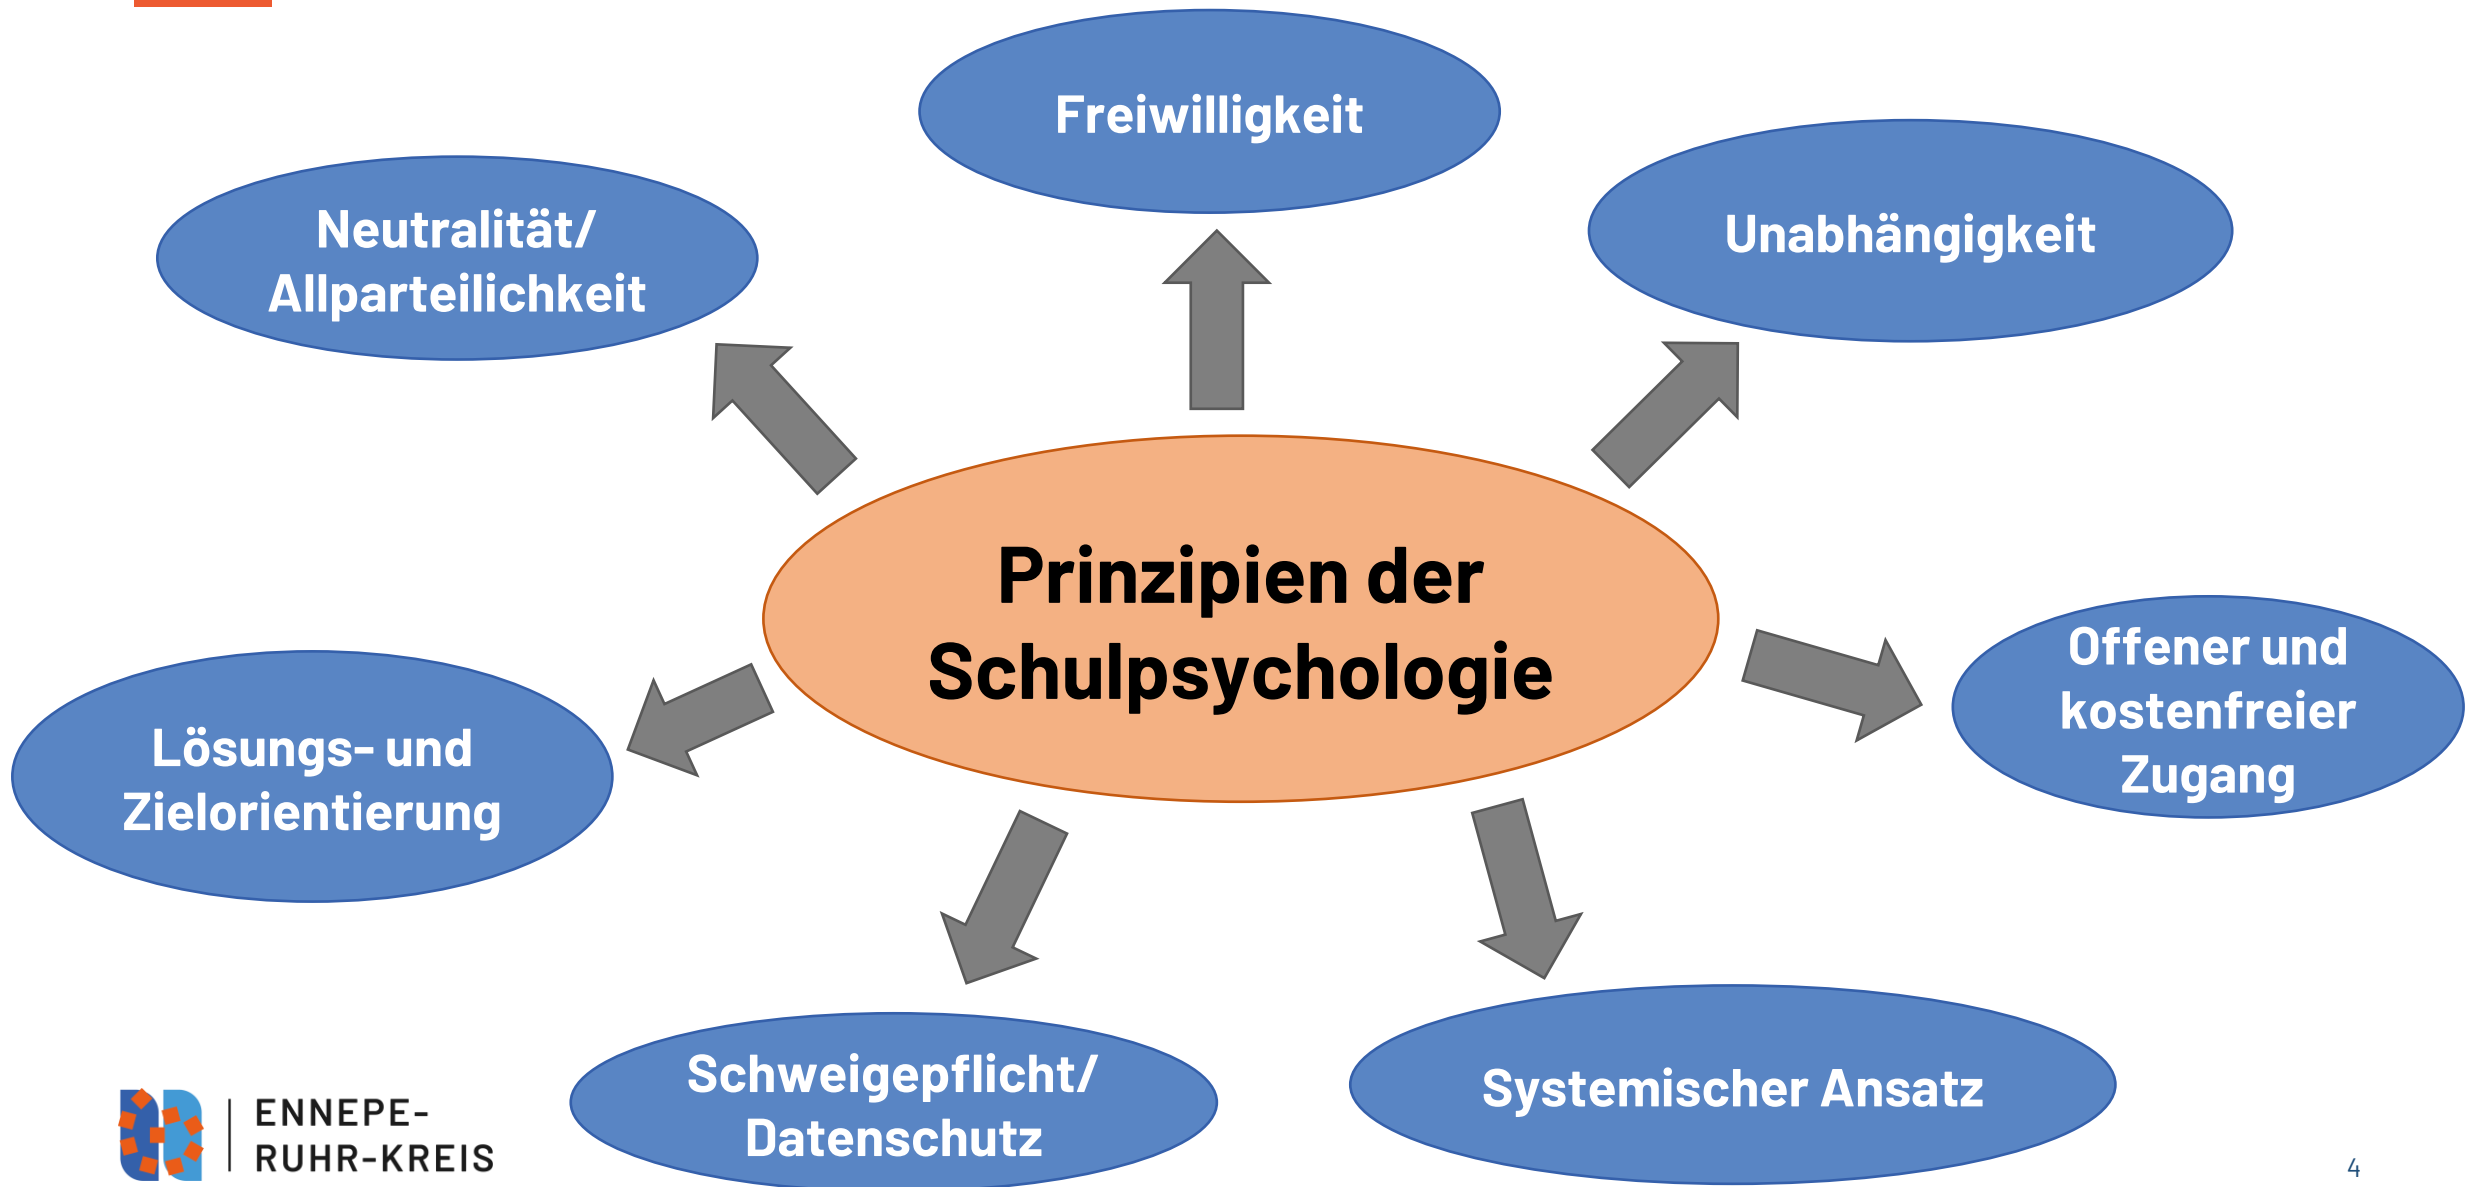 Freiwilligkeit
Unabhängigkeit
Neutralität/
Allparteilichkeit
Prinzipien der
Schulpsychologie
Offener und
kostenfreier
Zugang
Lösungs- und
Zielorientierung
Schweigepflicht/
Datenschutz
Systemischer Ansatz
ENNEPE-
RUHR-KREIS
4